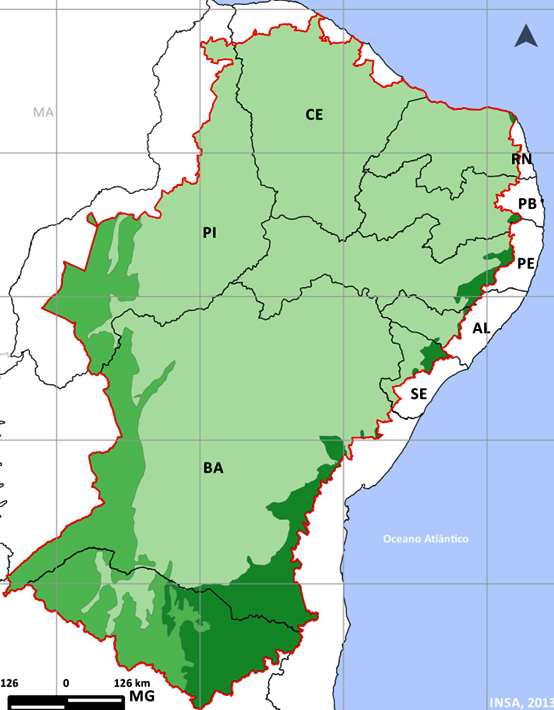 MA
CE
RN
PB
PI
PE
AL
SE
BA
Oceano Atlântico
126 0 126 km
MG
INSA, 2013